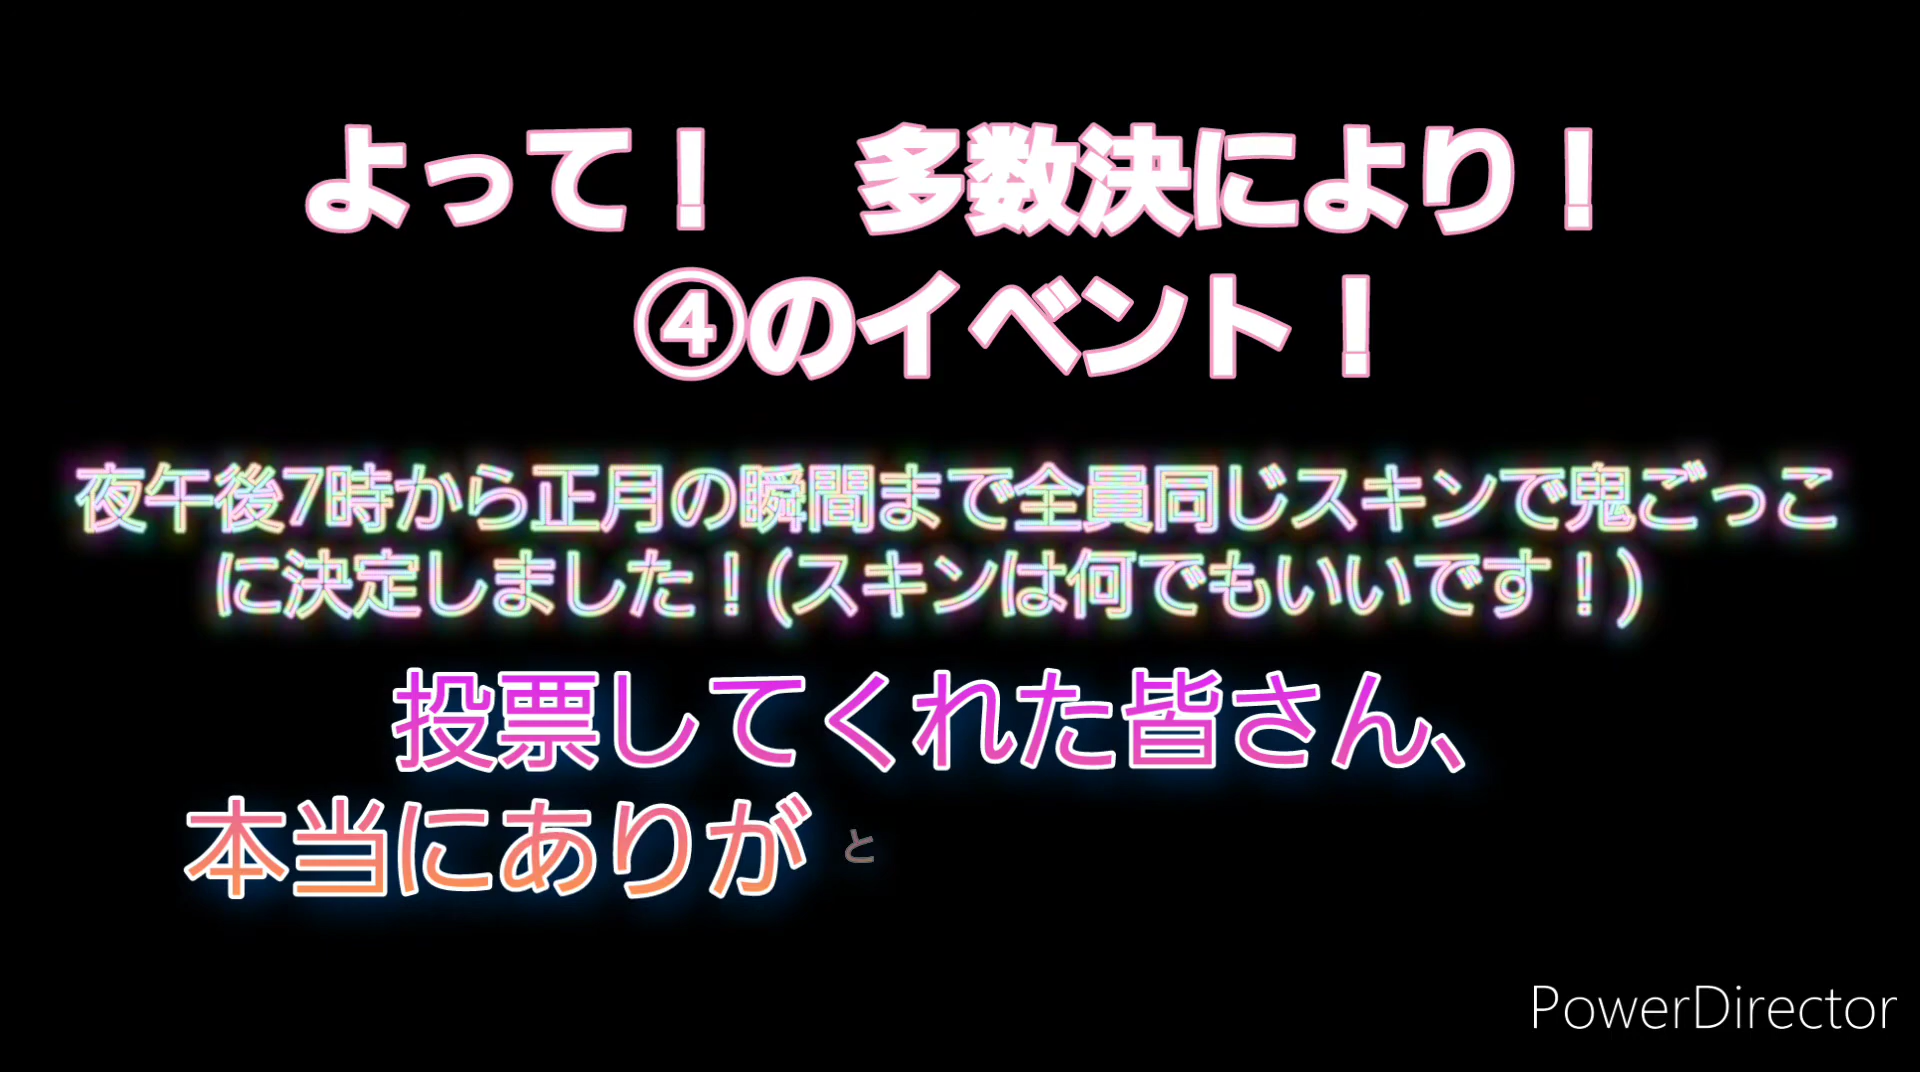 よって！　多数決により！
④のイベント！
夜午後7時から正月の瞬間まで全員同じスキンで鬼ごっこ
に決定しました！(スキンは何でもいいです！)
投票してくれた皆さん、
本当にありがと
PowerDirector